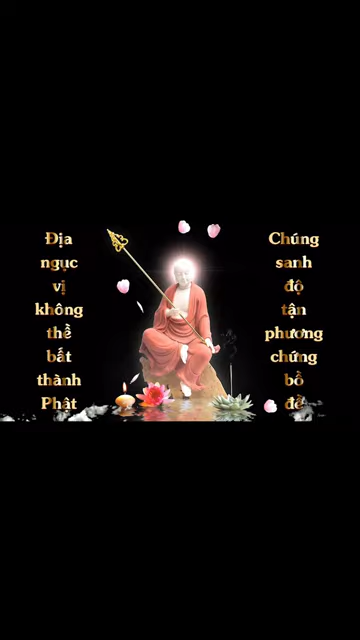 Địa
ngục
vị
không
thề
bất
thành
Phật
Chúng
sanh
độ
tận
phương
chứng
bồ
đề